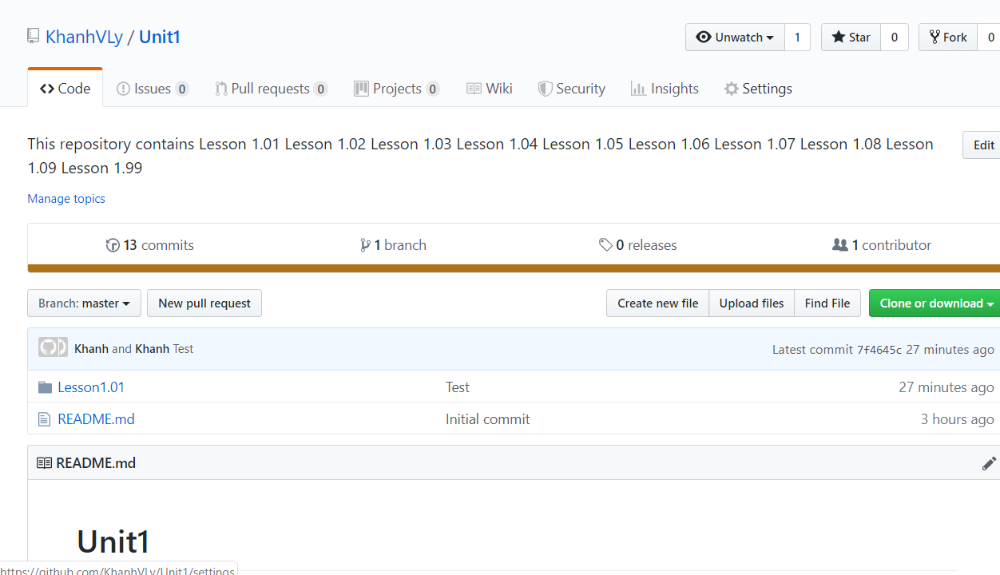 KhanhVLy / Unit1
Unwatch 1 Star 0 Fork 0
Code Issues 0 Pull requests 0 Projects 0 Wiki Security Insights Settings
This repository contains Lesson 1.01 Lesson 1.02 Lesson 1.03 Lesson 1.04 Lesson 1.05 Lesson 1.06 Lesson 1.07 Lesson 1.08 Lesson
1.09 Lesson 1.99
Edit
Manage topics
13 commits 1 branch 0 releases 1 contributor
Branch: master New pull request Create new file Upload files Find File Clone or download
Khanh and Khanh Test Latest commit 7f4645c 27 minutes ago
Lesson1.01 Test 27 minutes ago
README.md Initial commit 3 hours ago
README.md
Unit1
https://github.com/KhanhVLy/Unit1/settings